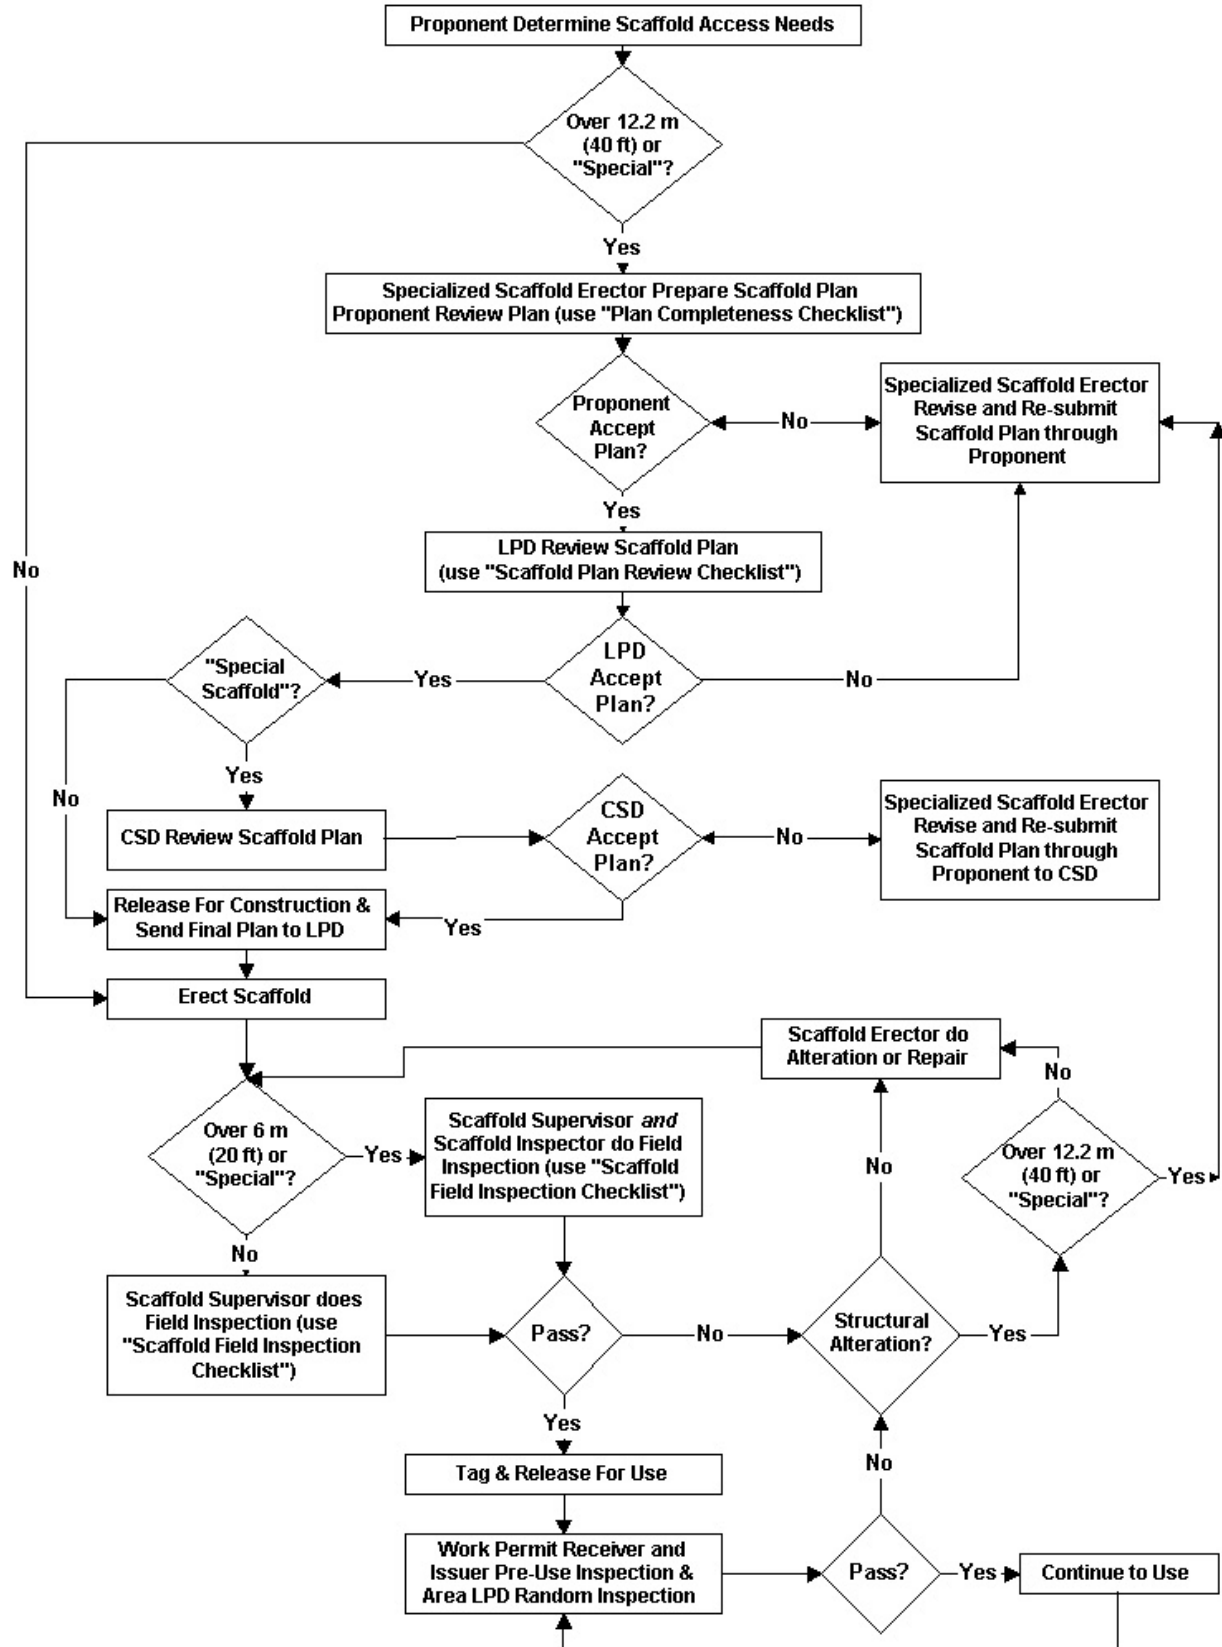 Proponent Determine Scaffold Access Needs
Over 12.2 m
(40 ft) or
"Special"?
Yes
Specialized Scaffold Erector Prepare Scaffold Plan
Proponent Review Plan (use "Plan Completeness Checklist")
Proponent
Accept
Plan?
No
Specialized Scaffold Erector
Revise and Re-submit
Scaffold Plan through
Proponent
Yes
LPD Review Scaffold Plan
(use "Scaffold Plan Review Checklist")
No
"Special
Scaffold"?
Yes
LPD
Accept
Plan?
No
Yes
No
CSD Review Scaffold Plan
CSD
Accept
Plan?
No
Specialized Scaffold Erector
Revise and Re-submit
Scaffold Plan through
Proponent to CSD
Release For Construction &
Send Final Plan to LPD
Yes
Erect Scaffold
Scaffold Erector do
Alteration or Repair
No
Over 6 m
(20 ft) or
"Special"?
Yes
Scaffold Supervisor and
Scaffold Inspector do Field
Inspection (use "Scaffold
Field Inspection Checklist")
No
Over 12.2 m
(40 ft) or
"Special"?
Yes
No
Scaffold Supervisor does
Field Inspection (use
"Scaffold Field Inspection
Checklist")
Pass?
No
Structural
Alteration?
Yes
Yes
Tag & Release For Use
No
Work Permit Receiver and
Issuer Pre-Use Inspection &
Area LPD Random Inspection
Pass?
Yes
Continue to Use